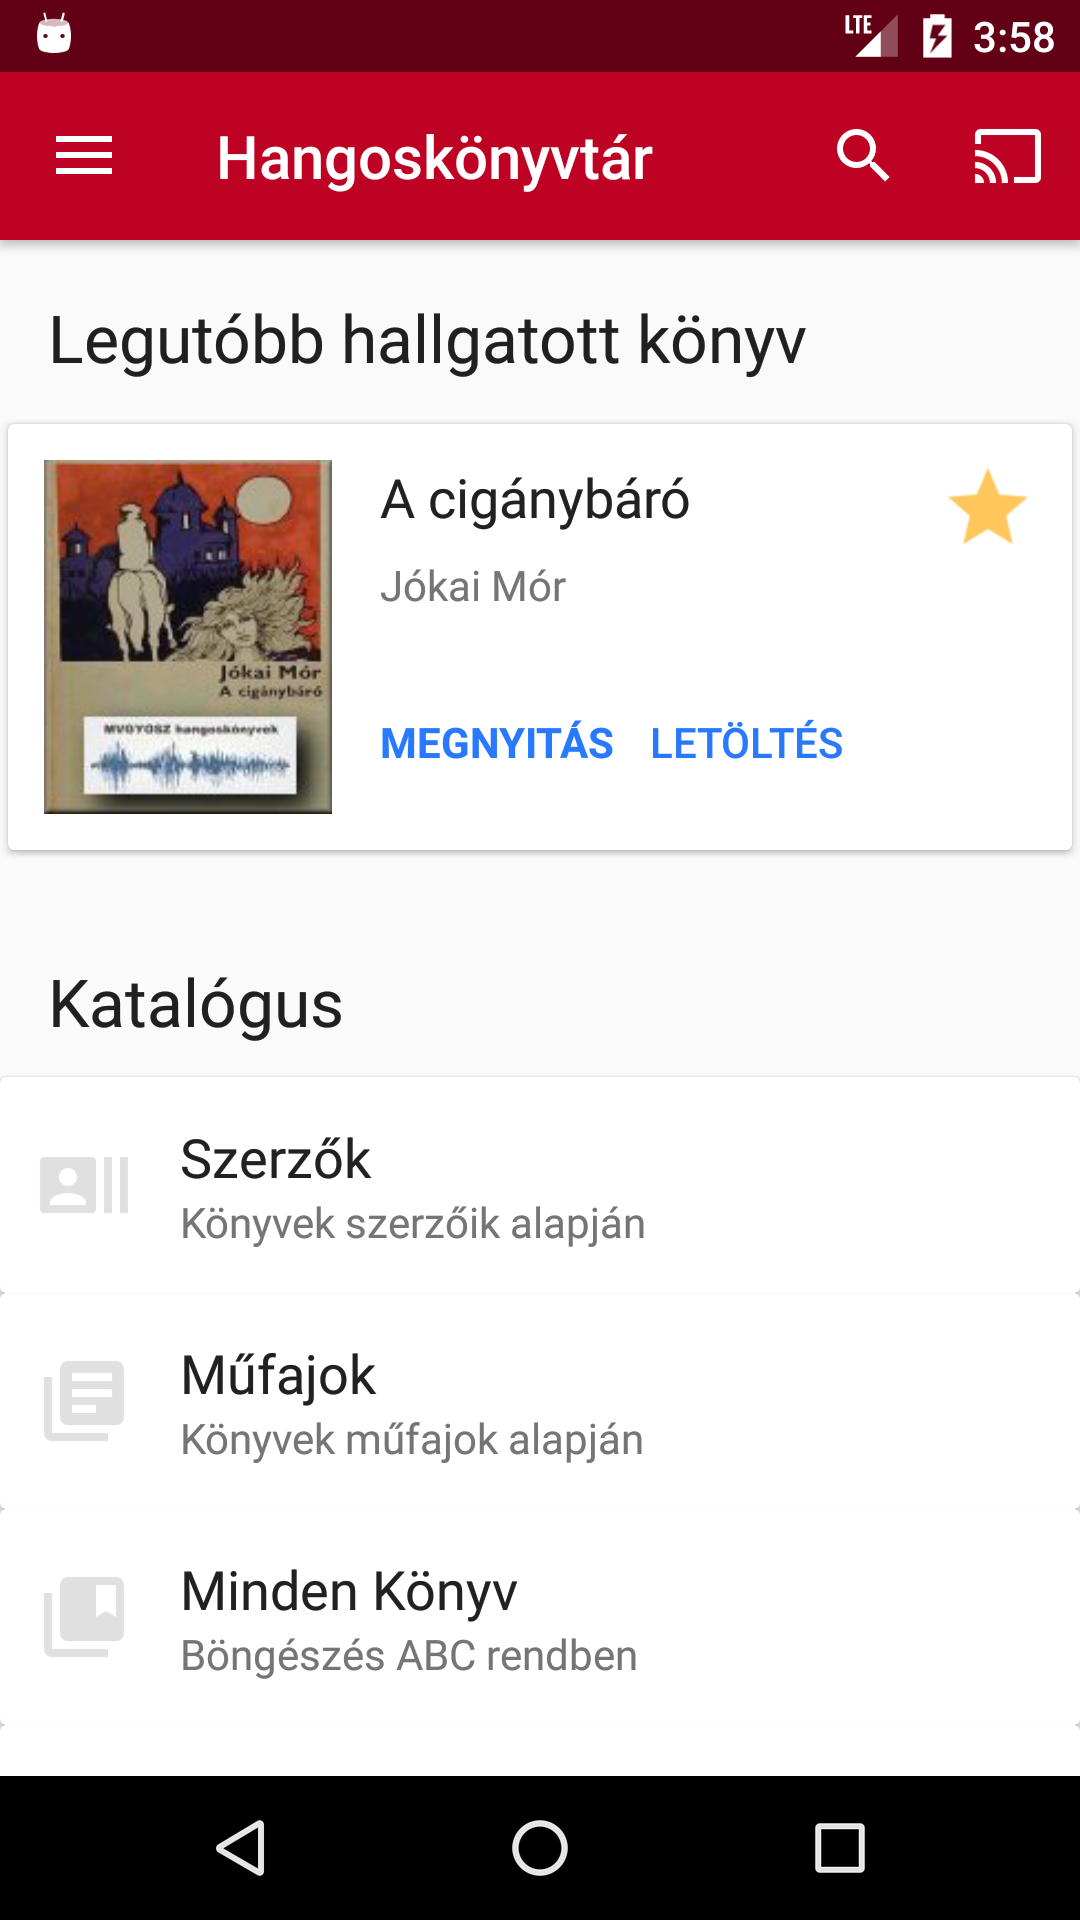 LTE 3:58
Hangoskönyvtár
Legutóbb hallgatott könyv
A cigánybáró
Jókai Mór
Jókai Mór
A cigánybáró
MVGYOSZ hangoskönyvek
MEGNYITÁS LETÖLTÉS
Katalógus
Szerzők
Könyvek szerzőik alapján
Műfajok
Könyvek műfajok alapján
Minden Könyv
Böngészés ABC rendben